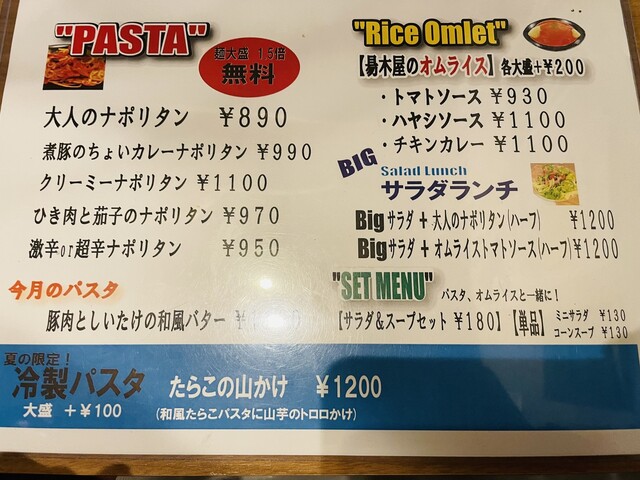 "PASTA"
麺大盛 1.5倍
無料
大人のナポリタン ¥890
煮豚のちょいカレーナポリタン ¥990
クリーミーナポリタン ¥1100
ひき肉と茄子のナポリタン ¥970
激辛or超辛ナポリタン ¥950
今月のパスタ
豚肉としいたけの和風バター
"Rice Omlet"
【昜木屋のオムライス】各大盛+¥200
・トマトソース ¥930
・ハヤシソース ¥1100
・チキンカレー ¥1100
BIG
Salad Lunch
サラダランチ
Bigサラダ + 大人のナポリタン(ハーフ) ¥1200
Bigサラダ + オムライストマトソース(ハーフ)¥1200
"SET MENU" パスタ、オムライスと一緒に!
【サラダ&スープセット ¥180】【単品】ミニサラダ ¥130
コーンスープ ¥130
夏の限定!
冷製パスタ たらこの山かけ ¥1200
大盛 +¥100 (和風たらこパスタに山芋のトロロかけ)